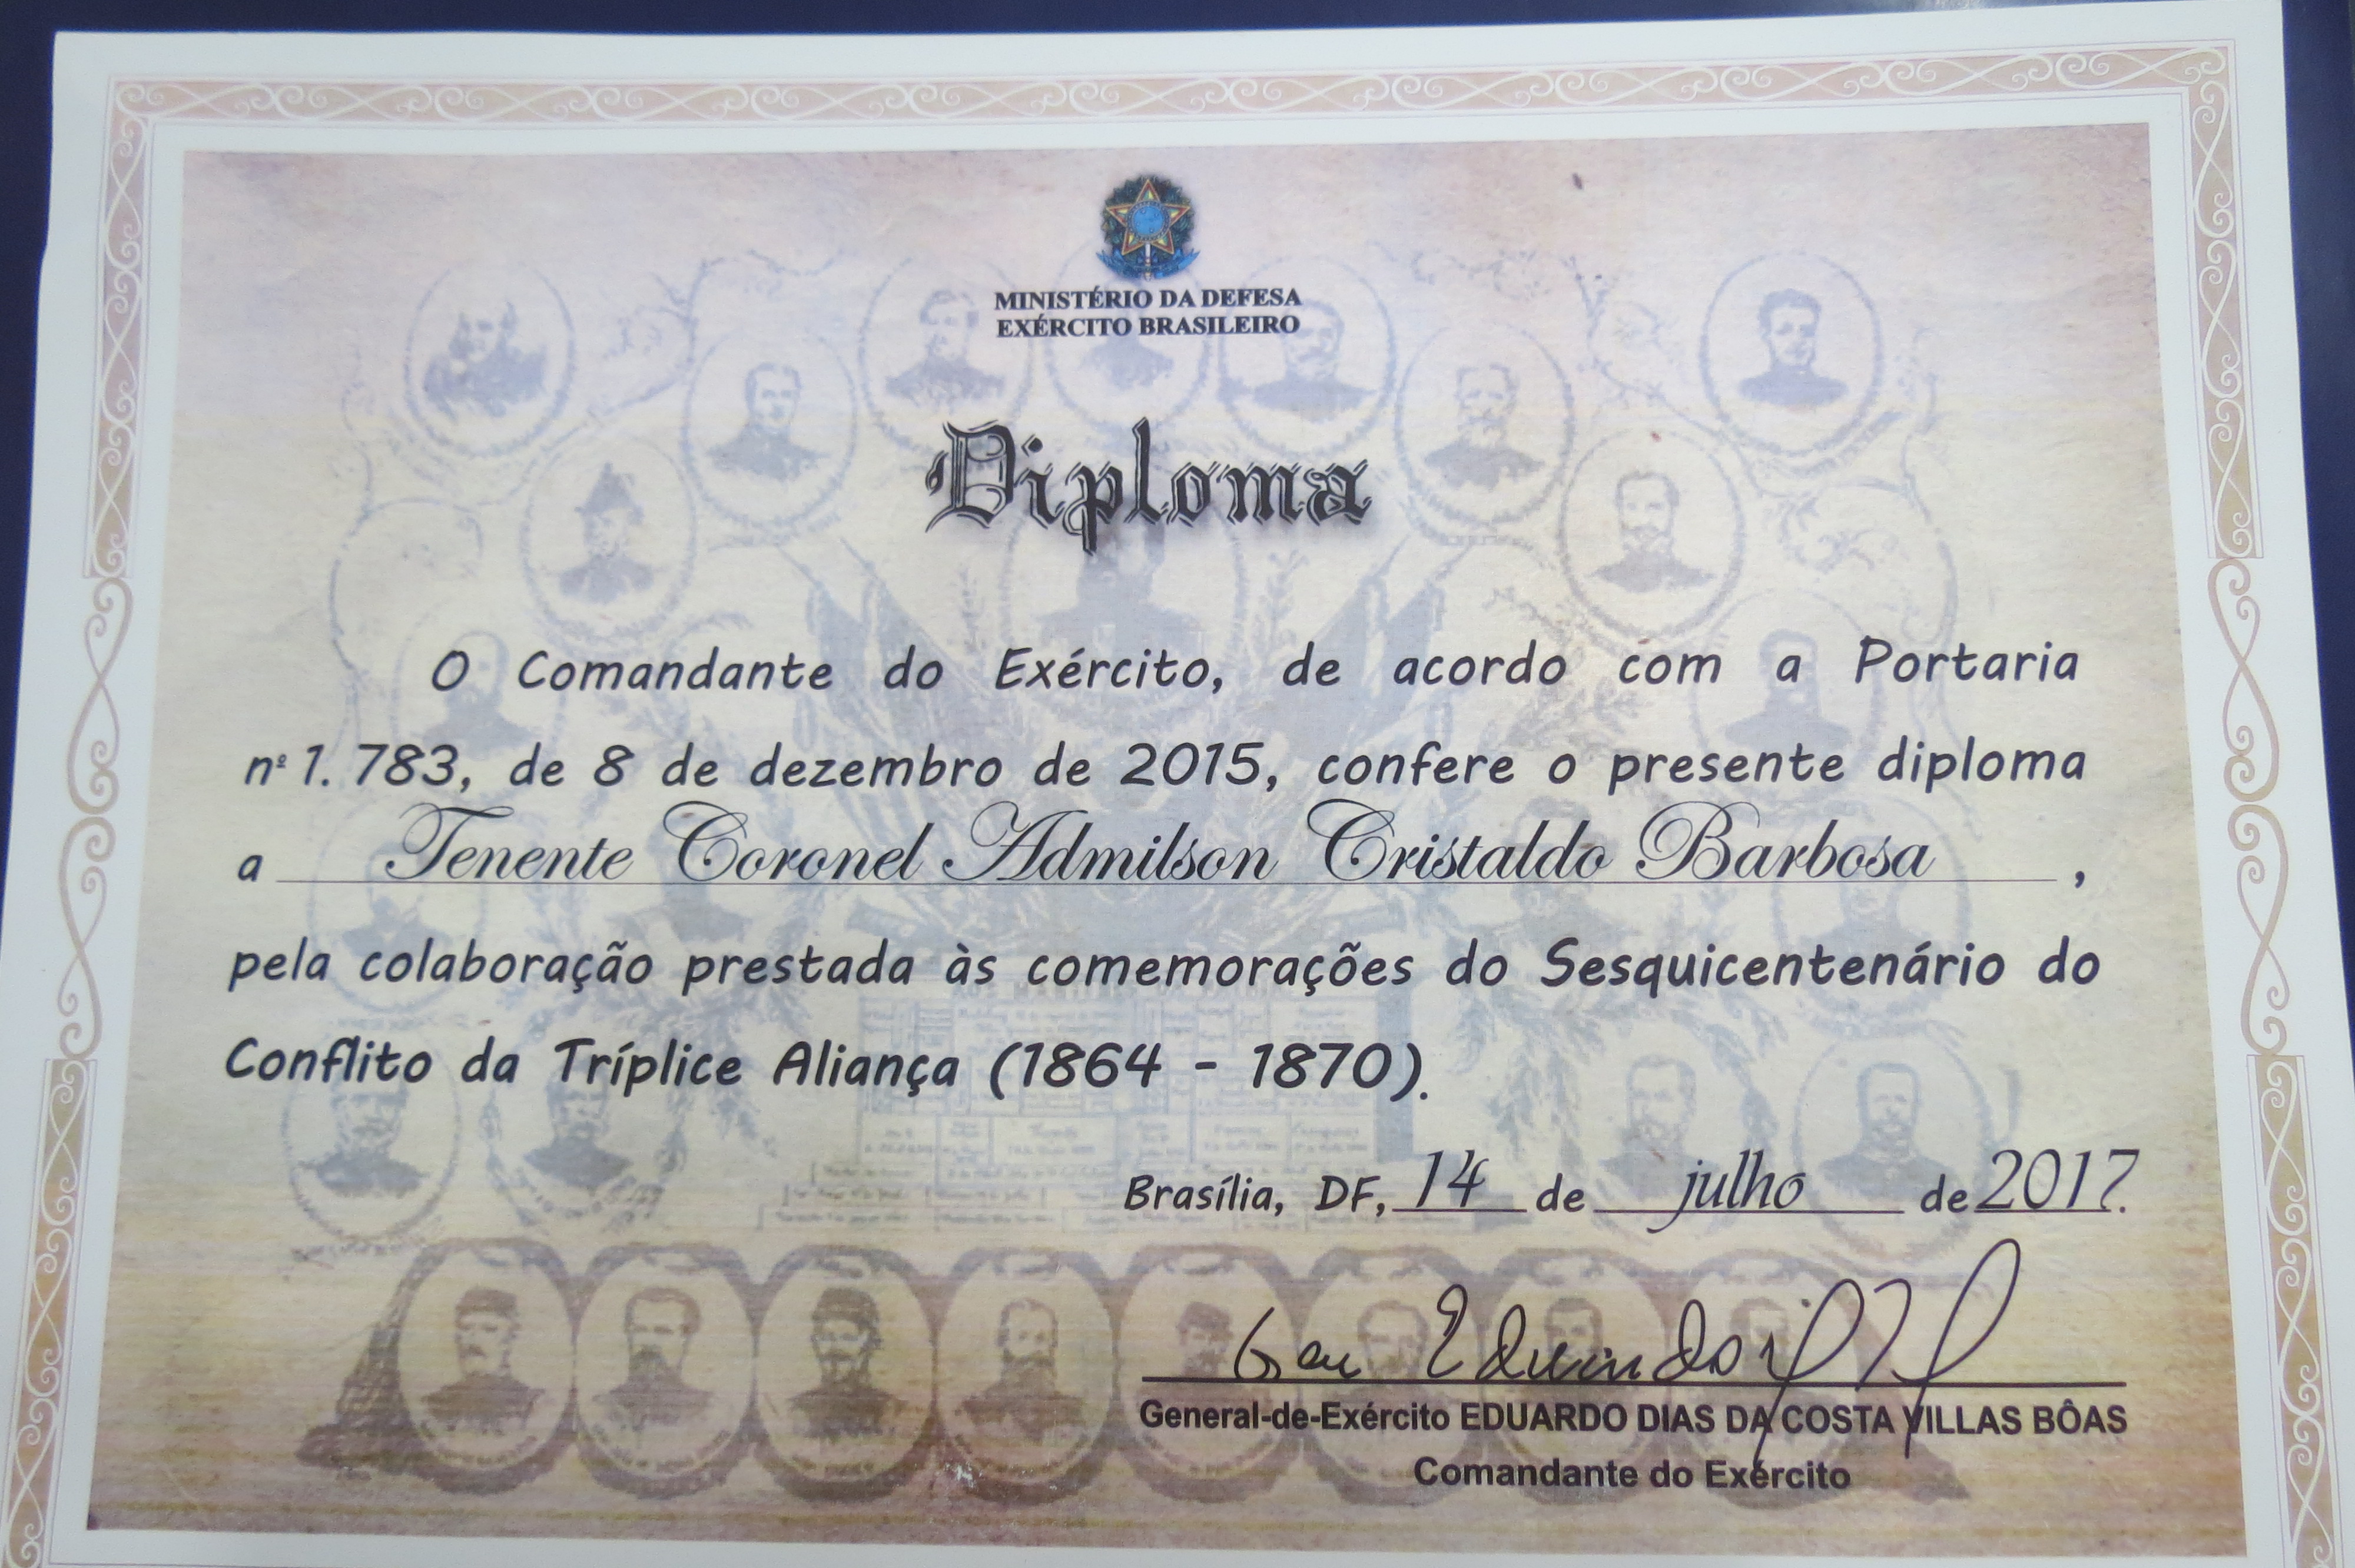 MINISTÉRIO DA DEFESA
EXÉRCITO BRASILEIRO
Diploma
O Comandante do Exército, de acordo com a Portaria
nº 1. 783, de 8 de dezembro de 2015, confere o presente diploma
a Tenente Coronel Admilson Cristaldo Barbosa ,
pela colaboração prestada às comemorações do Sesquicentenário do
Conflito da Tríplice Aliança (1864 - 1870).
Brasília, DF, 14 de julho de 2017.
Gen Eduardo
General-de-Exército EDUARDO DIAS DA COSTA VILLAS BÔAS
Comandante do Exército